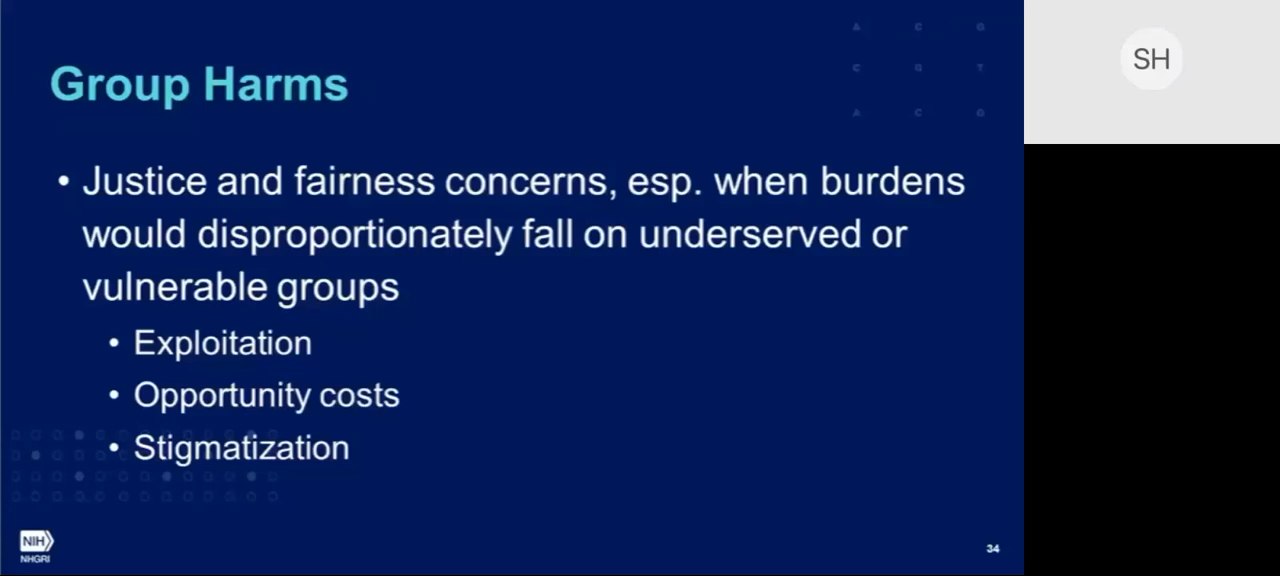 A C G
C G T
A C G
SH
Group Harms
• Justice and fairness concerns, esp. when burdens
would disproportionately fall on underserved or
vulnerable groups
• Exploitation
• Opportunity costs
• Stigmatization
NIH
NHGRI
34